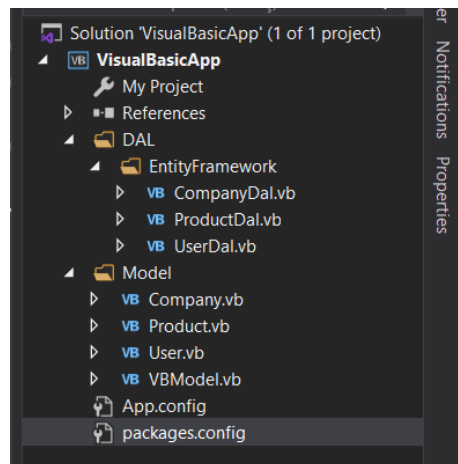 Solution 'VisualBasicApp' (1 of 1 project)
VB VisualBasicApp
My Project
References
DAL
EntityFramework
VB CompanyDal.vb
VB ProductDal.vb
VB UserDal.vb
Model
VB Company.vb
VB Product.vb
VB User.vb
VB VBModel.vb
App.config
packages.config
er
Notifications
Properties